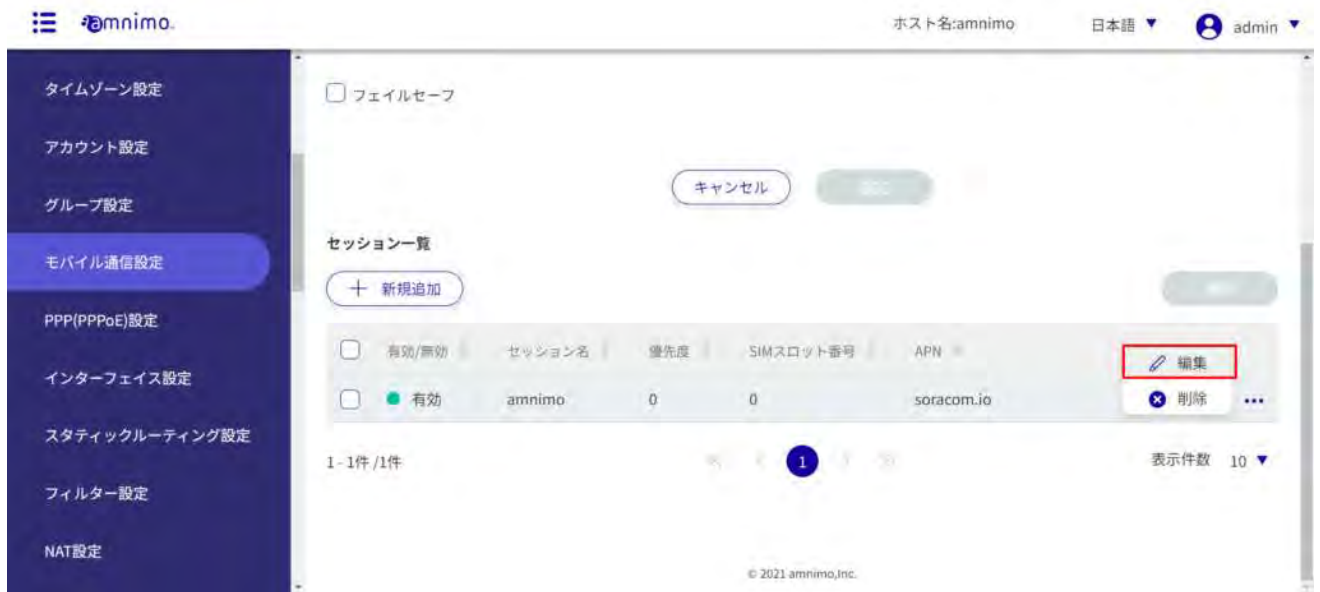 amnimo.
ホスト名:amnimo
日本語 ▼
admin ▼
タイムゾーン設定
アカウント設定
グループ設定
モバイル通信設定
PPP(PPPoE)設定
インターフェイス設定
スタティックルーティング設定
フィルター設定
NAT設定
フェイルセーフ
キャンセル
セッション一覧
+ 新規追加
有効/無効 セッション名 優先度 SIMスロット番号 APN
編集
有効 amnimo 0 0 soracom.io
削除 •••
1 - 1件 /1件
1
表示件数 10 ▼
© 2021 amnimo,Inc.